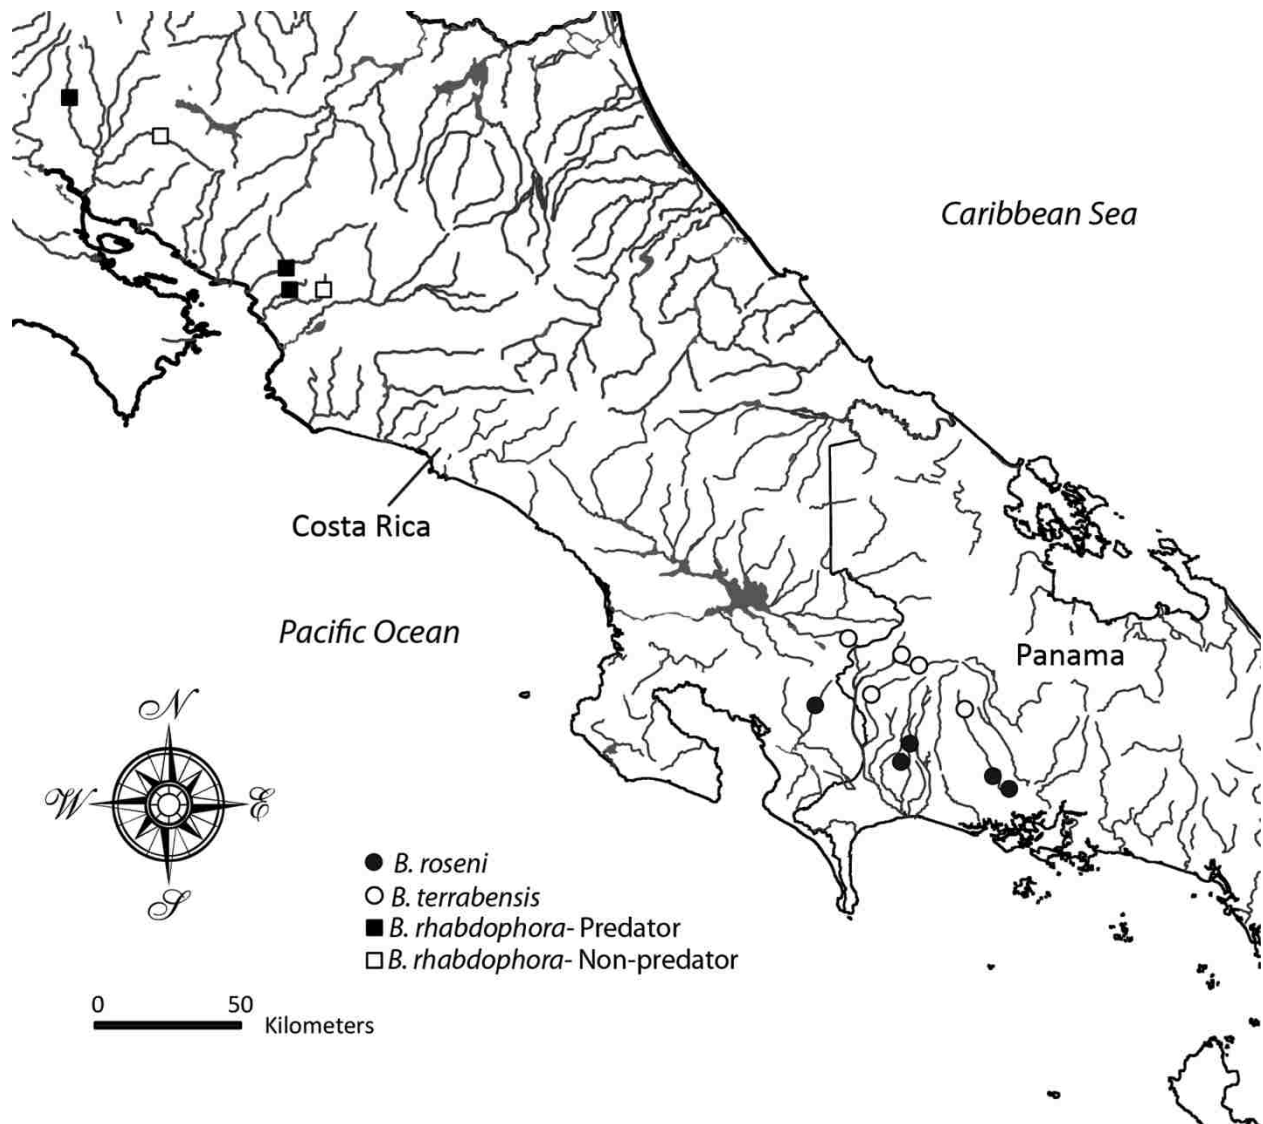 Caribbean Sea
Costa Rica
Pacific Ocean
Panama
N
W
E
S
B. roseni
B. terrabensis
B. rhabdophora- Predator
B. rhabdophora- Non-predator
0 50
Kilometers